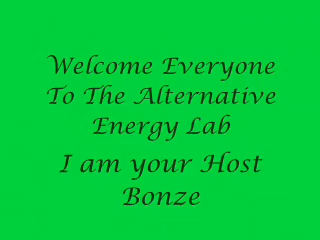 Welcome Everyone
To The Alternative
Energy Lab
I am your Host
Bonze